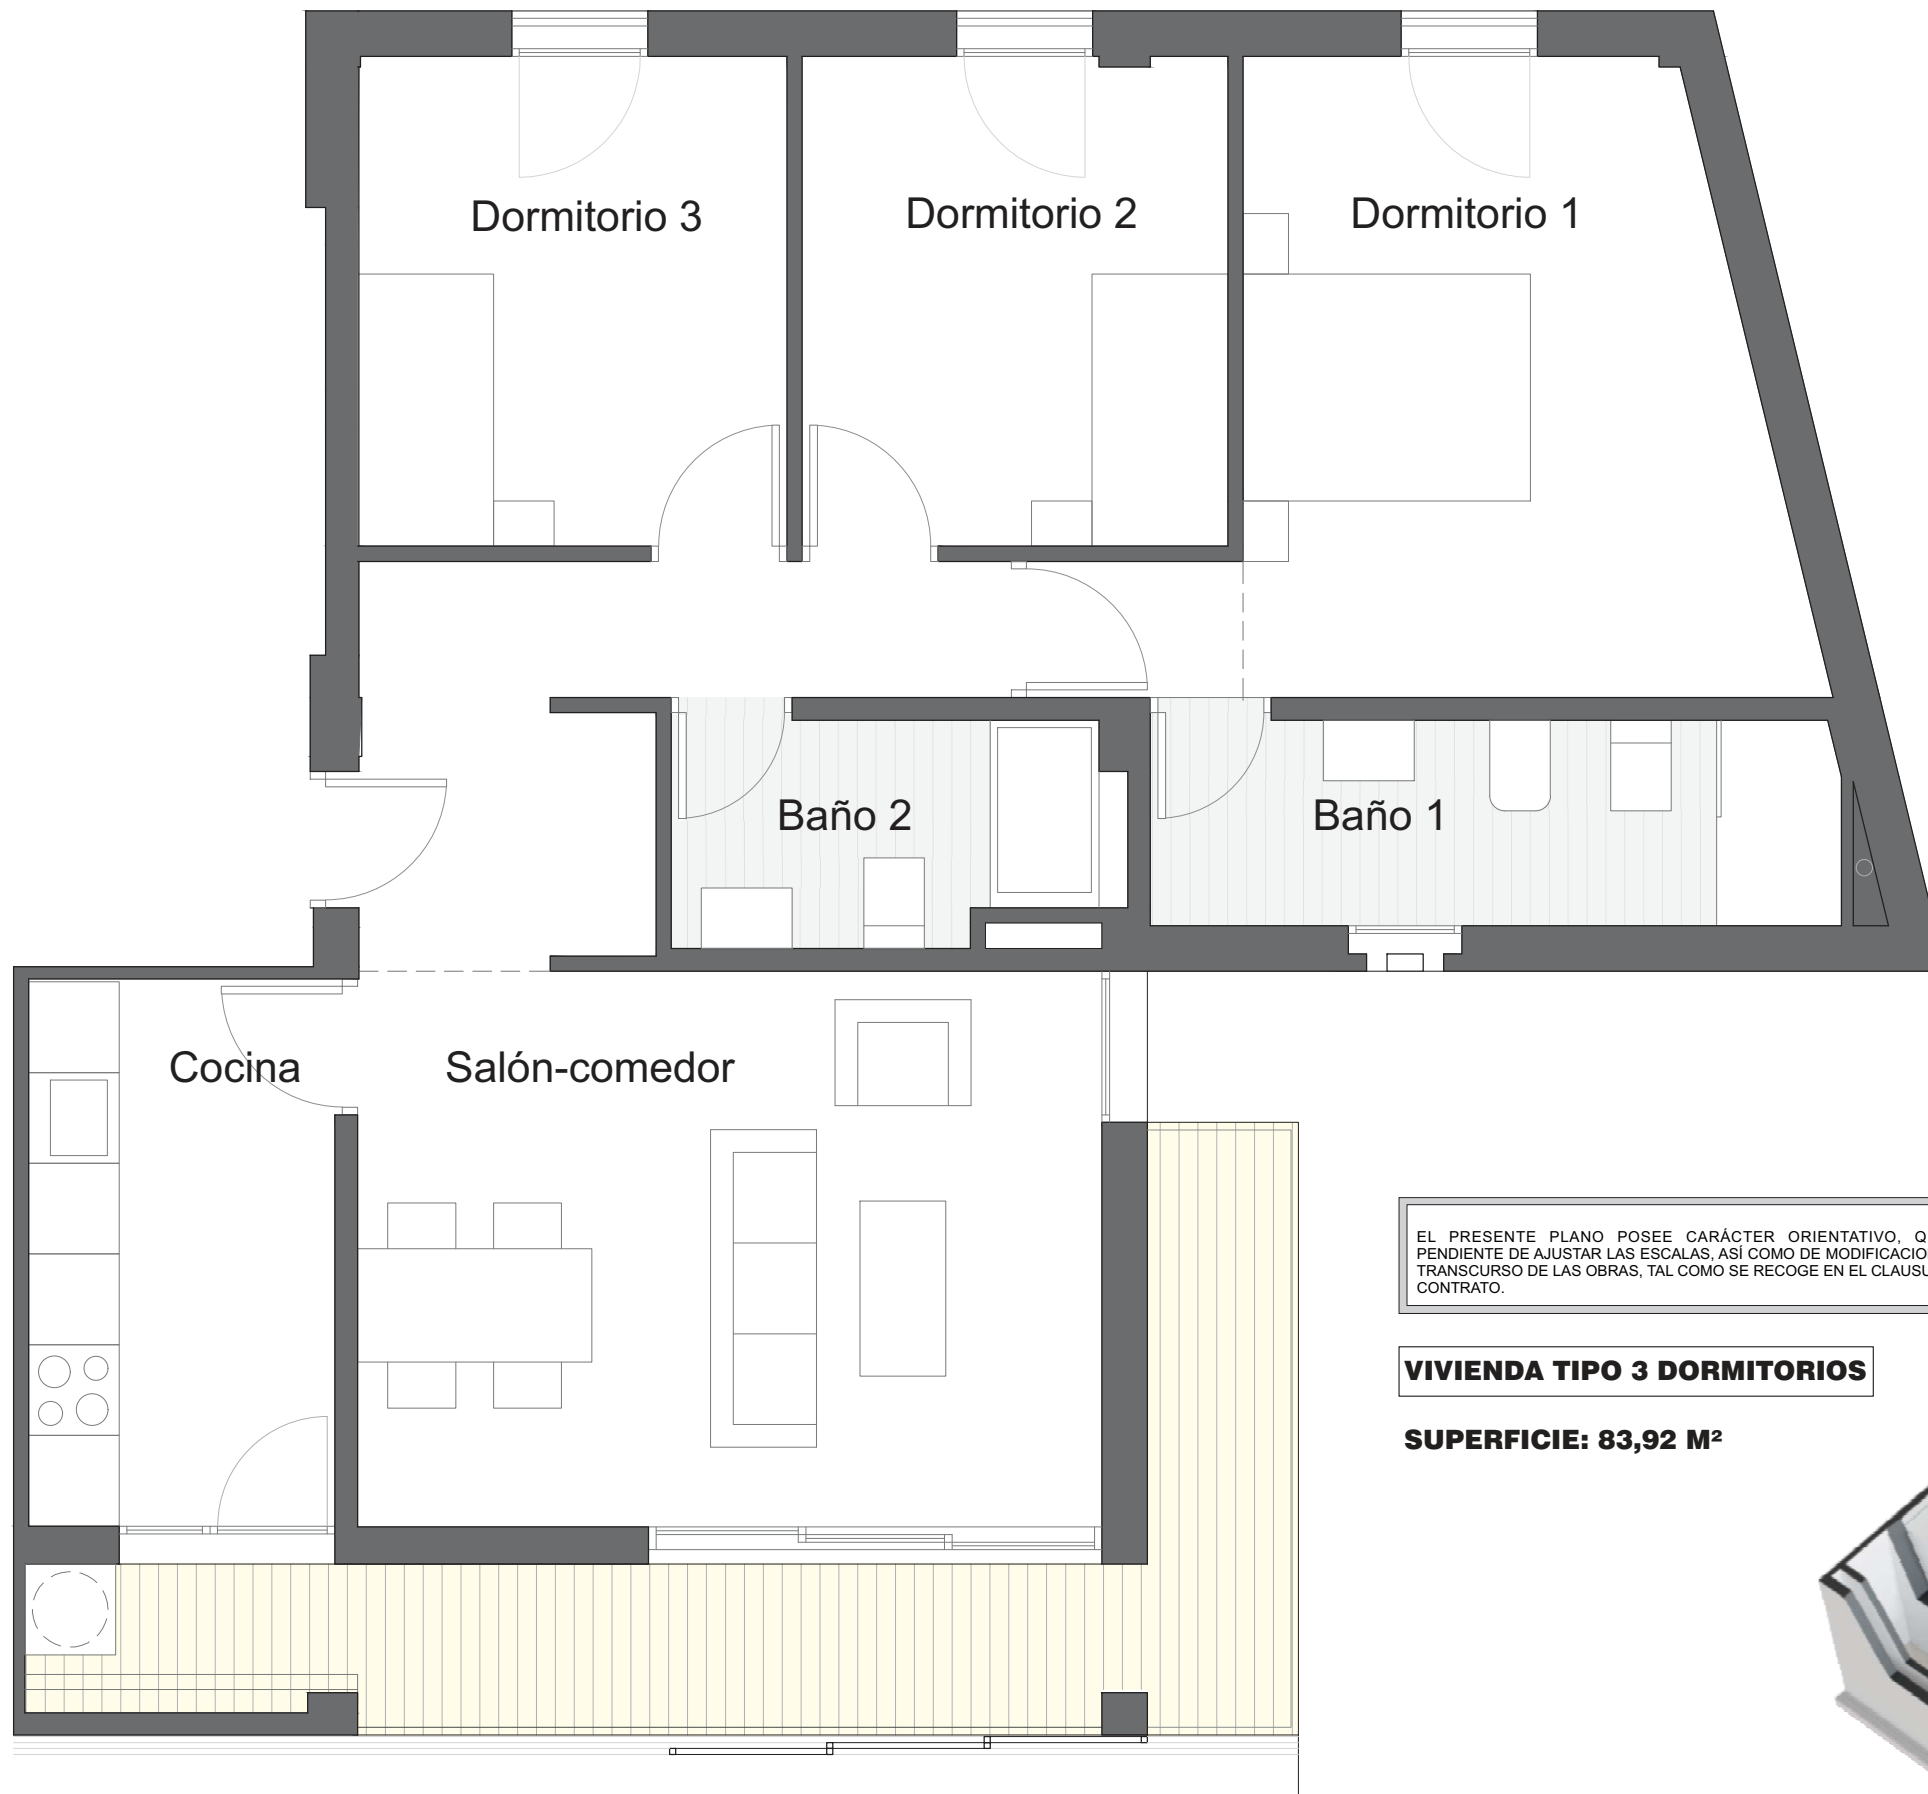 Dormitorio 3
Dormitorio 2
Dormitorio 1
Baño 2
Baño 1
Cocina
Salón-comedor
EL PRESENTE PLANO POSEE CARÁCTER ORIENTATIVO,
PENDIENTE DE AJUSTAR LAS ESCALAS, ASÍ COMO DE
TRANSCURSO DE LAS OBRAS, TAL COMO SE RECOGE EN EL
CONTRATO.
VIVIENDA TIPO 3 DORMITORIOS
SUPERFICIE: 83,92 M²